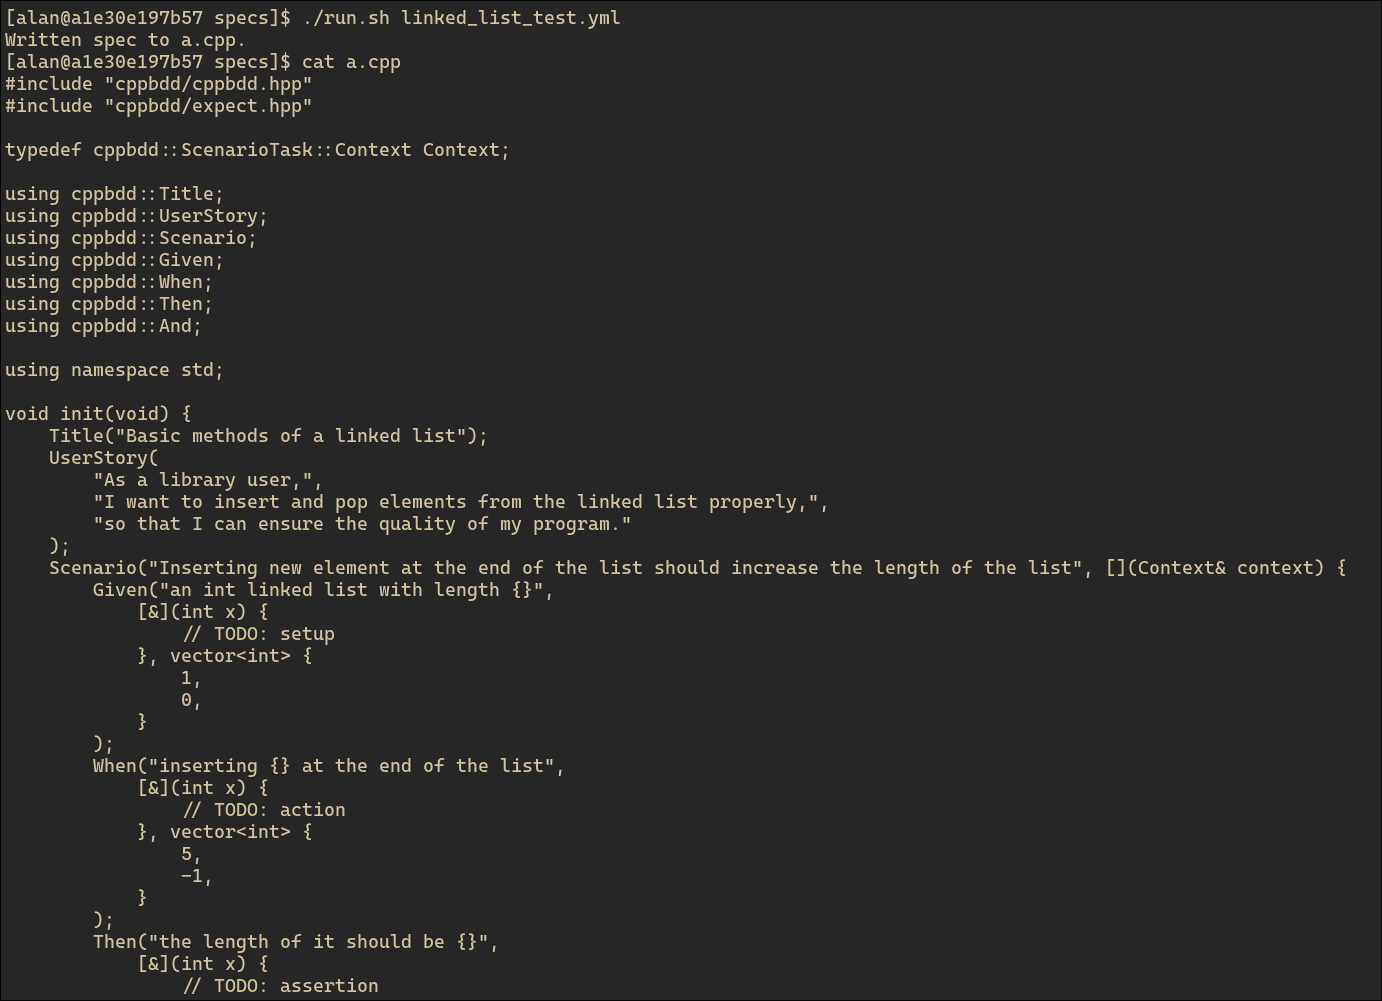 [alan@a1e30e197b57 specs]$ ./run.sh linked_list_test.yml
Written spec to a.cpp.
[alan@a1e30e197b57 specs]$ cat a.cpp
#include "cppbdd/cppbdd.hpp"
#include "cppbdd/expect.hpp"

typedef cppbdd::ScenarioTask::Context Context;

using cppbdd::Title;
using cppbdd::UserStory;
using cppbdd::Scenario;
using cppbdd::Given;
using cppbdd::When;
using cppbdd::Then;
using cppbdd::And;

using namespace std;

void init(void) {
    Title("Basic methods of a linked list");
    UserStory(
        "As a library user,",
        "I want to insert and pop elements from the linked list properly,",
        "so that I can ensure the quality of my program."
    );
    Scenario("Inserting new element at the end of the list should increase the length of the list", [](Context& context) {
        Given("an int linked list with length {}",
            [&](int x) {
                // TODO: setup
            }, vector<int> {
                1,
                0,
            }
        );
        When("inserting {} at the end of the list",
            [&](int x) {
                // TODO: action
            }, vector<int> {
                5,
                -1,
            }
        );
        Then("the length of it should be {}",
            [&](int x) {
                // TODO: assertion